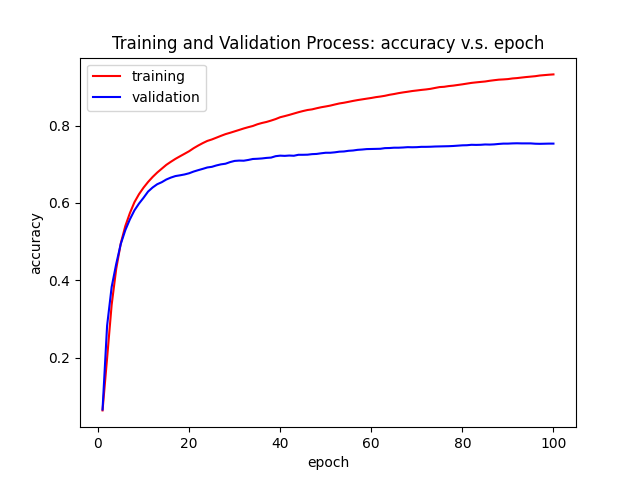 Training and Validation Process: accuracy v.s. epoch
training
validation
accuracy
0.8
0.6
0.4
0.2
0
20
40
60
80
100
epoch